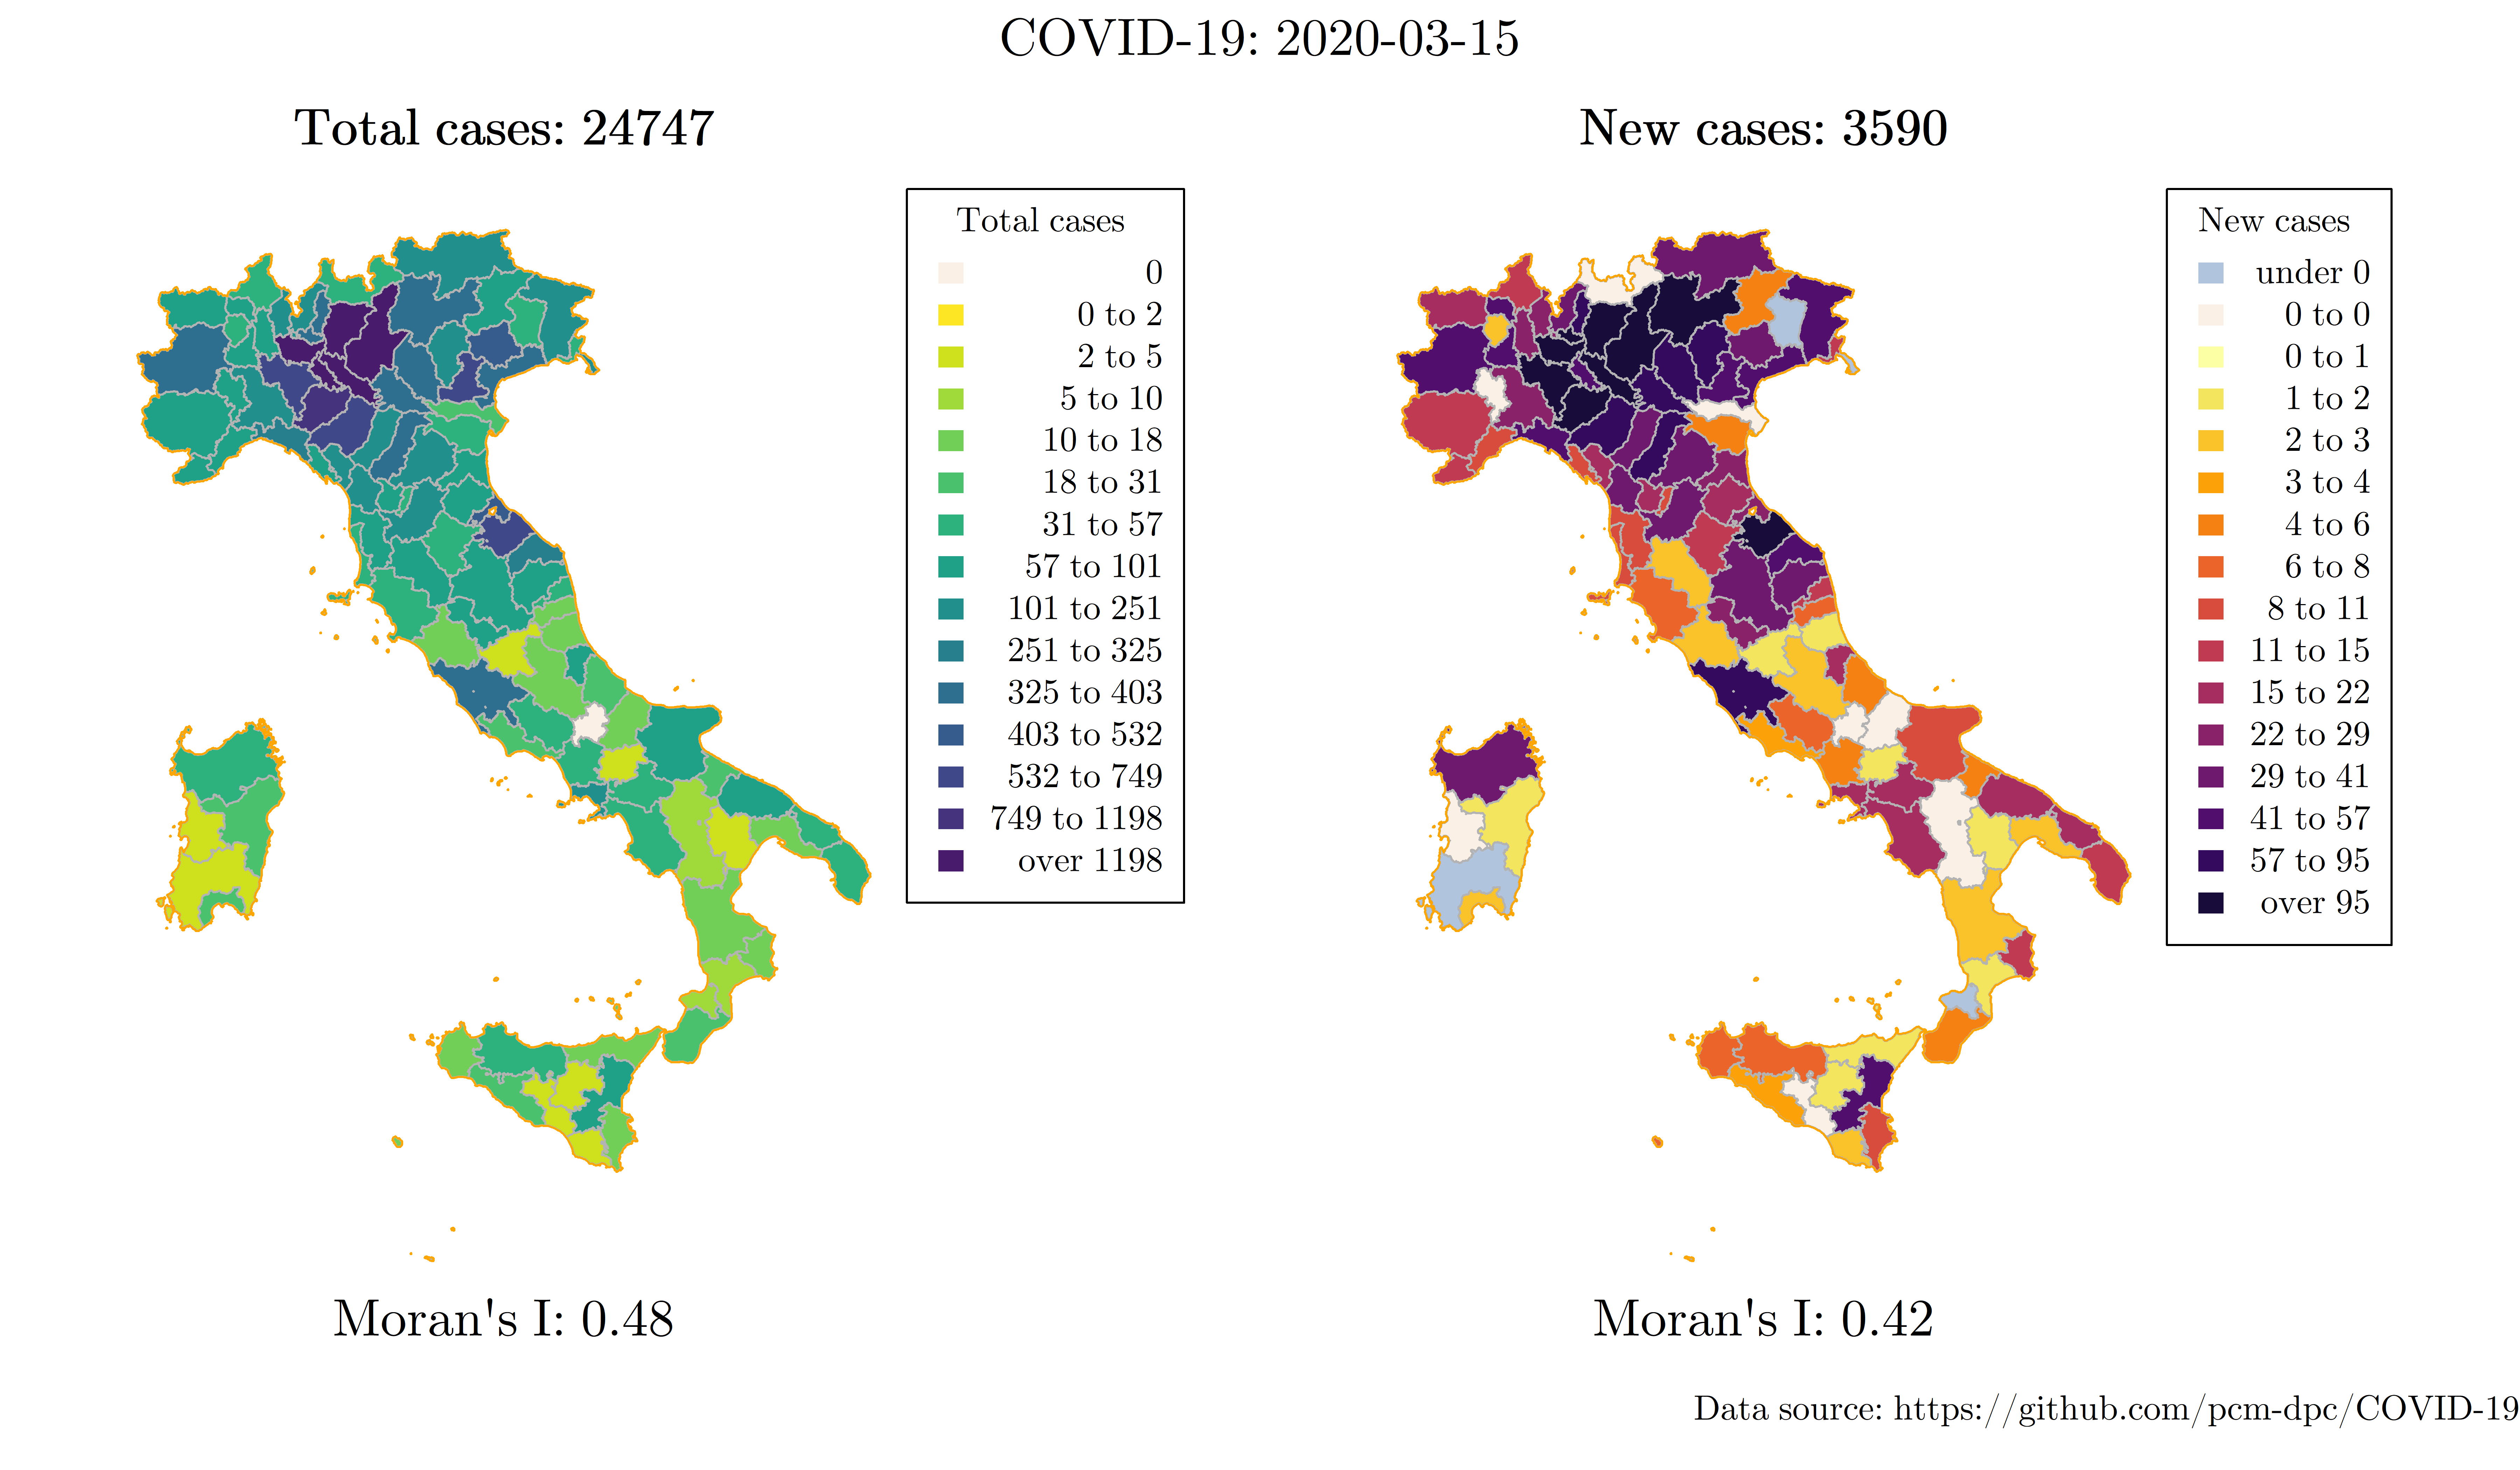 COVID-19: 2020-03-15
Total cases: 24747
Total cases
0
0 to 2
2 to 5
5 to 10
10 to 18
18 to 31
31 to 57
57 to 101
101 to 251
251 to 325
325 to 403
403 to 532
532 to 749
749 to 1198
over 1198
Moran's I: 0.48
New cases: 3590
New cases
under 0
0 to 0
0 to 1
1 to 2
2 to 3
3 to 4
4 to 6
6 to 8
8 to 11
11 to 15
15 to 22
22 to 29
29 to 41
41 to 57
57 to 95
over 95
Moran's I: 0.42
Data source: https://github.com/pcm-dpc/COVID-19